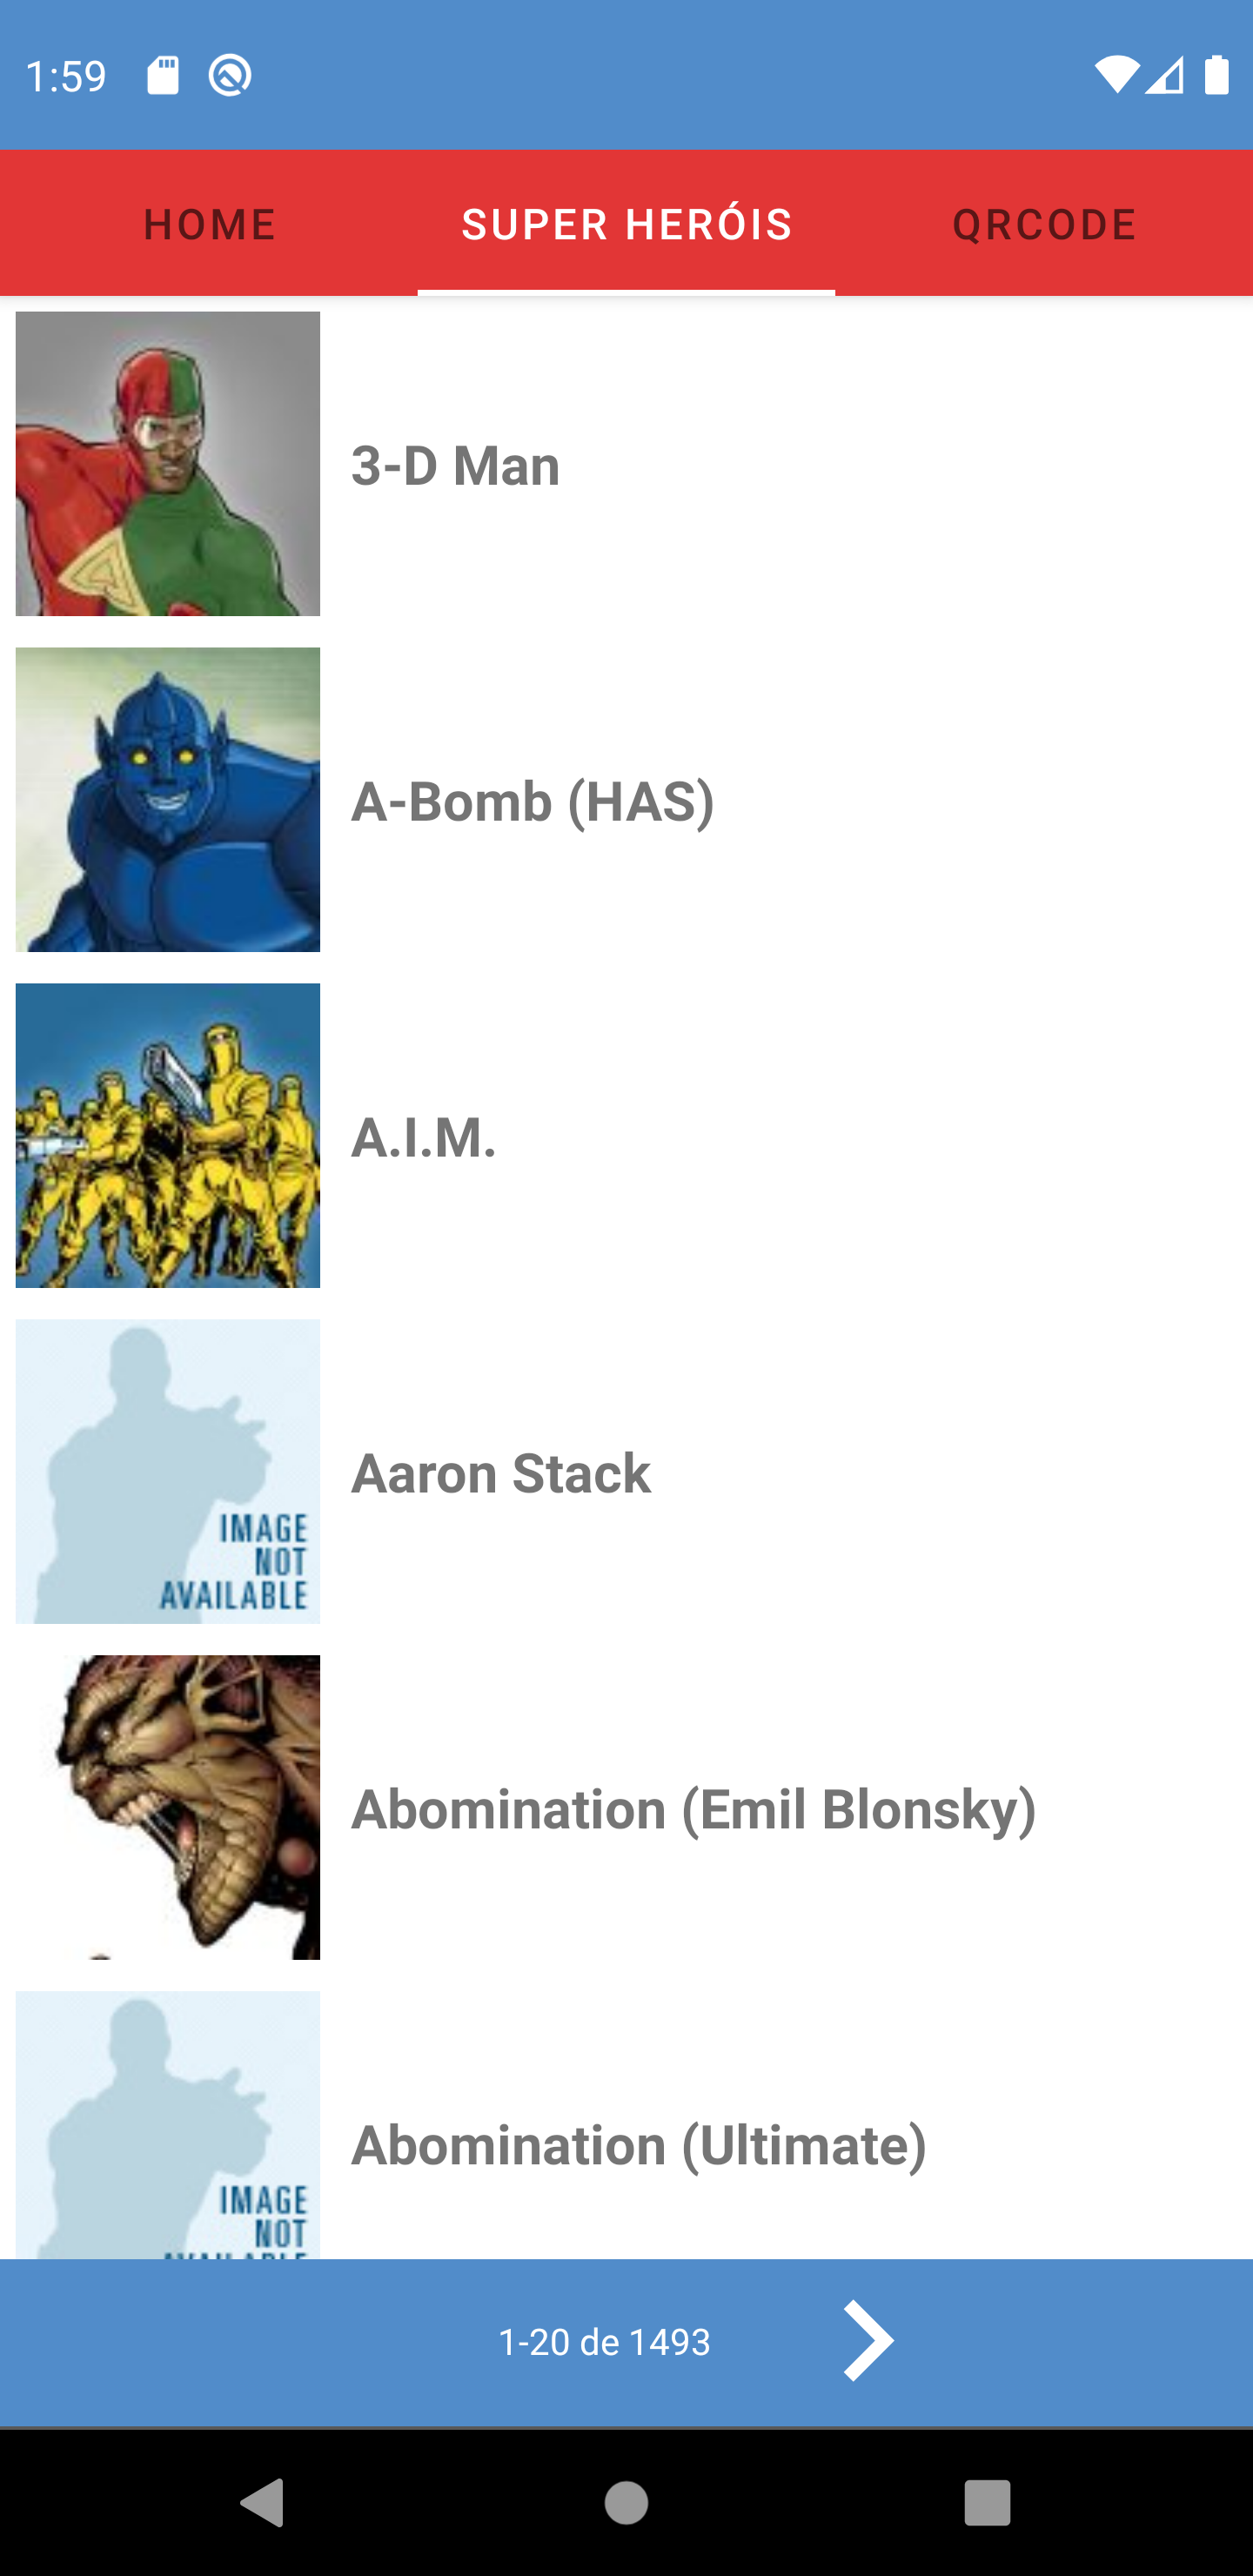 1:59
HOME
SUPER HERÓIS
QRCODE
3-D Man
A-Bomb (HAS)
A.I.M.
IMAGE
NOT
AVAILABLE
Aaron Stack
Abomination (Emil Blonsky)
IMAGE
NOT
Abomination (Ultimate)
1-20 de 1493